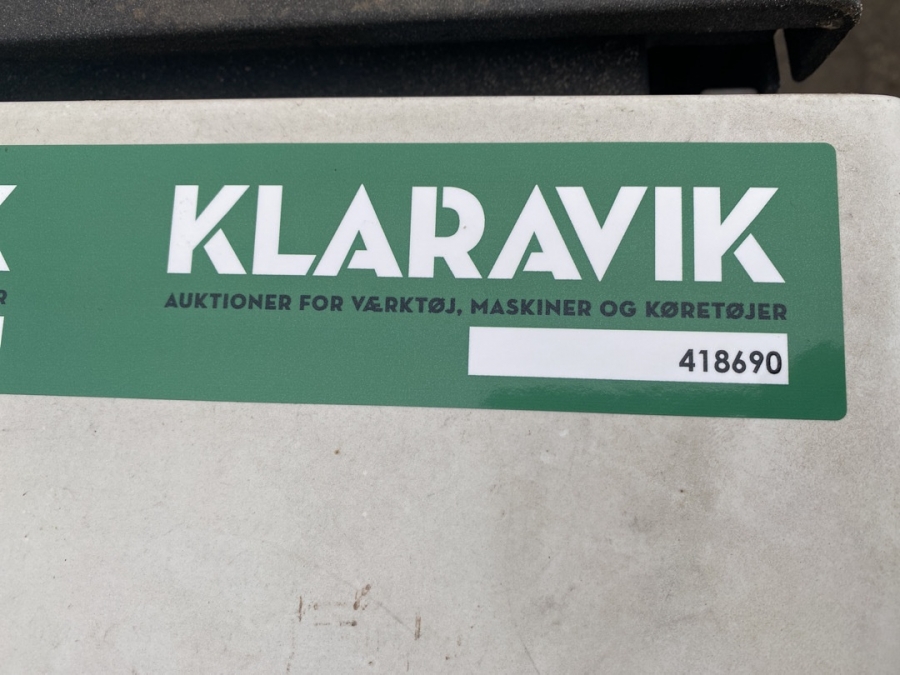 KLARAVIK
AUKTIONER FOR VÆRKTØJ, MASKINER OG KØRETØJER
418690